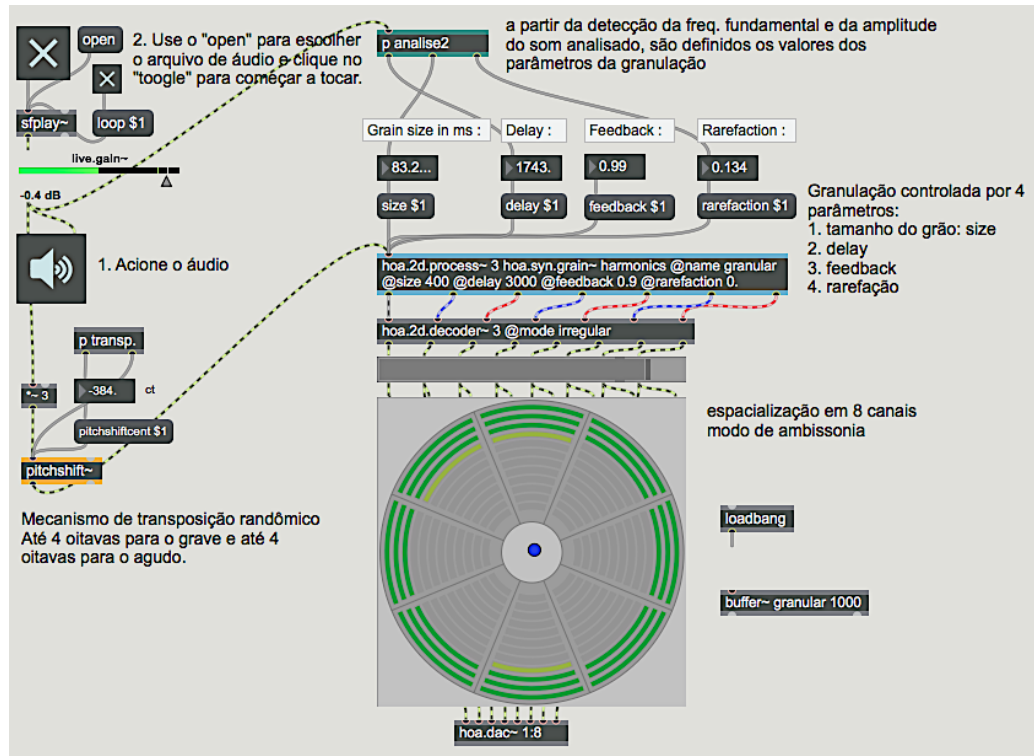 open
2. Use o "open" para escolher
o arquivo de áudio e clique no
"toogle" para começar a tocar.
sfplay~
loop $1
live.gain~
-0.4 dB
1. Acione o áudio
p transp.
*~ 3
-384.
ct
pitchshiftcent $1
pitchshift~
Mecanismo de transposição randômico
Até 4 oitavas para o grave e até 4
oitavas para o agudo.
p analise2
a partir da detecção da freq. fundamental e da amplitude
do som analisado, são definidos os valores dos
parâmetros da granulação
Grain size in ms :
Delay :
Feedback :
Rarefaction :
83.2...
1743.
0.99
0.134
size $1
delay $1
feedback $1
rarefaction $1
Granulação controlada por 4
parâmetros:
1. tamanho do grão: size
2. delay
3. feedback
4. rarefação
hoa.2d.process~ 3 hoa.syn.grain~ harmonics @name granular
@size 400 @delay 3000 @feedback 0.9 @rarefaction 0.
hoa.2d.decoder~ 3 @mode irregular
espacialização em 8 canais
modo de ambissonia
loadbang
buffer~ granular 1000
hoa.dac~ 1:8